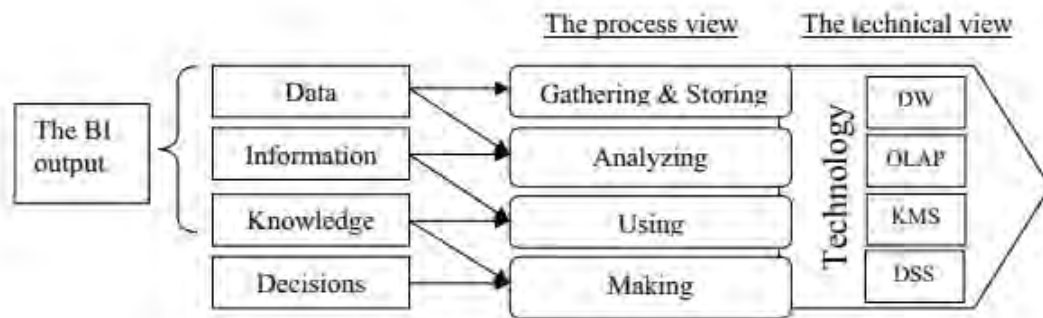 The process view
The technical view
The BI
output
Data
Information
Knowledge
Decisions
Gathering & Storing
Analyzing
Using
Making
Technology
DW
OLAP
KMS
DSS